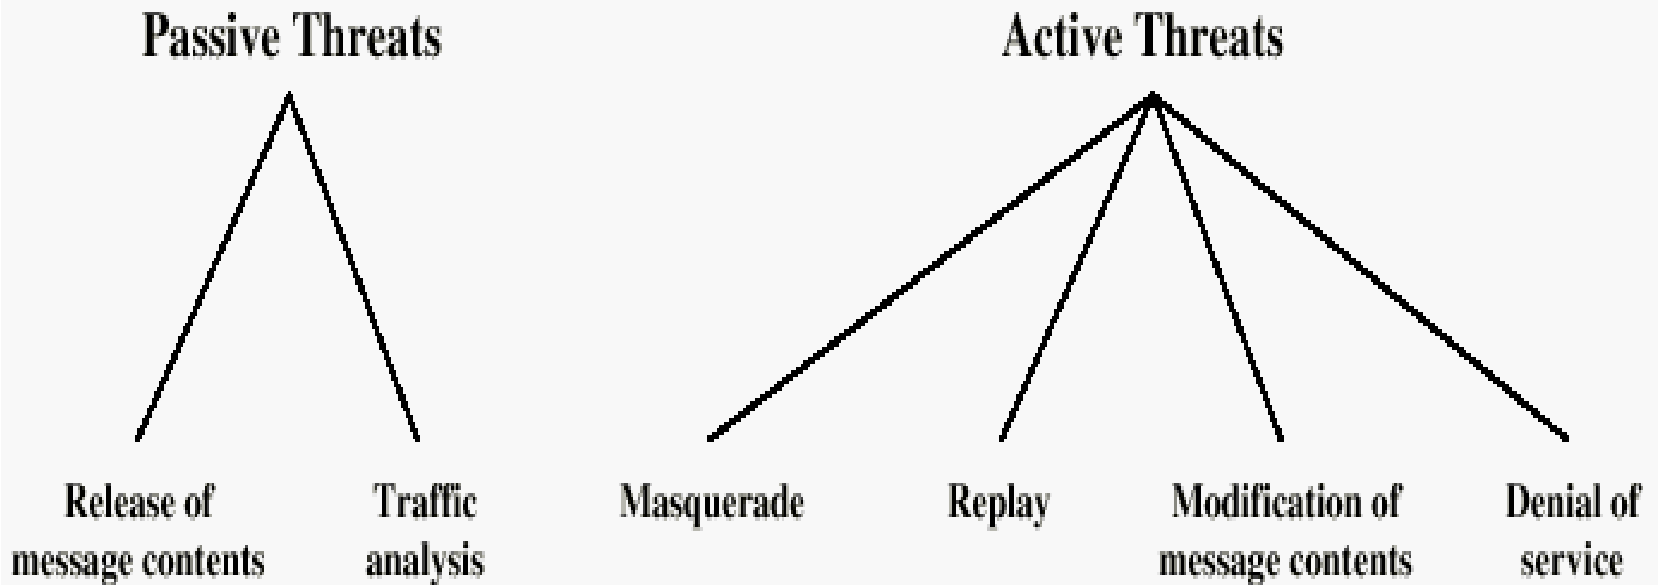 Passive Threats
Active Threats
Release of
message contents
Traffic
analysis
Masquerade
Replay
Modification of
message contents
Denial of
service